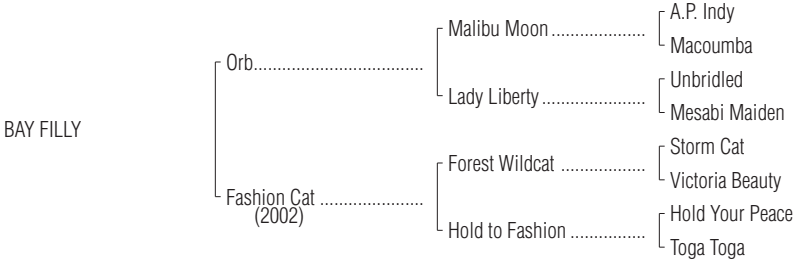 A.P. Indy
Malibu Moon ....................
Macoumba
Orb..................................
Unbridled
Lady Liberty ......................
Mesabi Maiden
BAY FILLY
Storm Cat
Forest Wildcat ..................
Victoria Beauty
Fashion Cat .....................
(2002)
Hold Your Peace
Hold to Fashion ................
Toga Toga